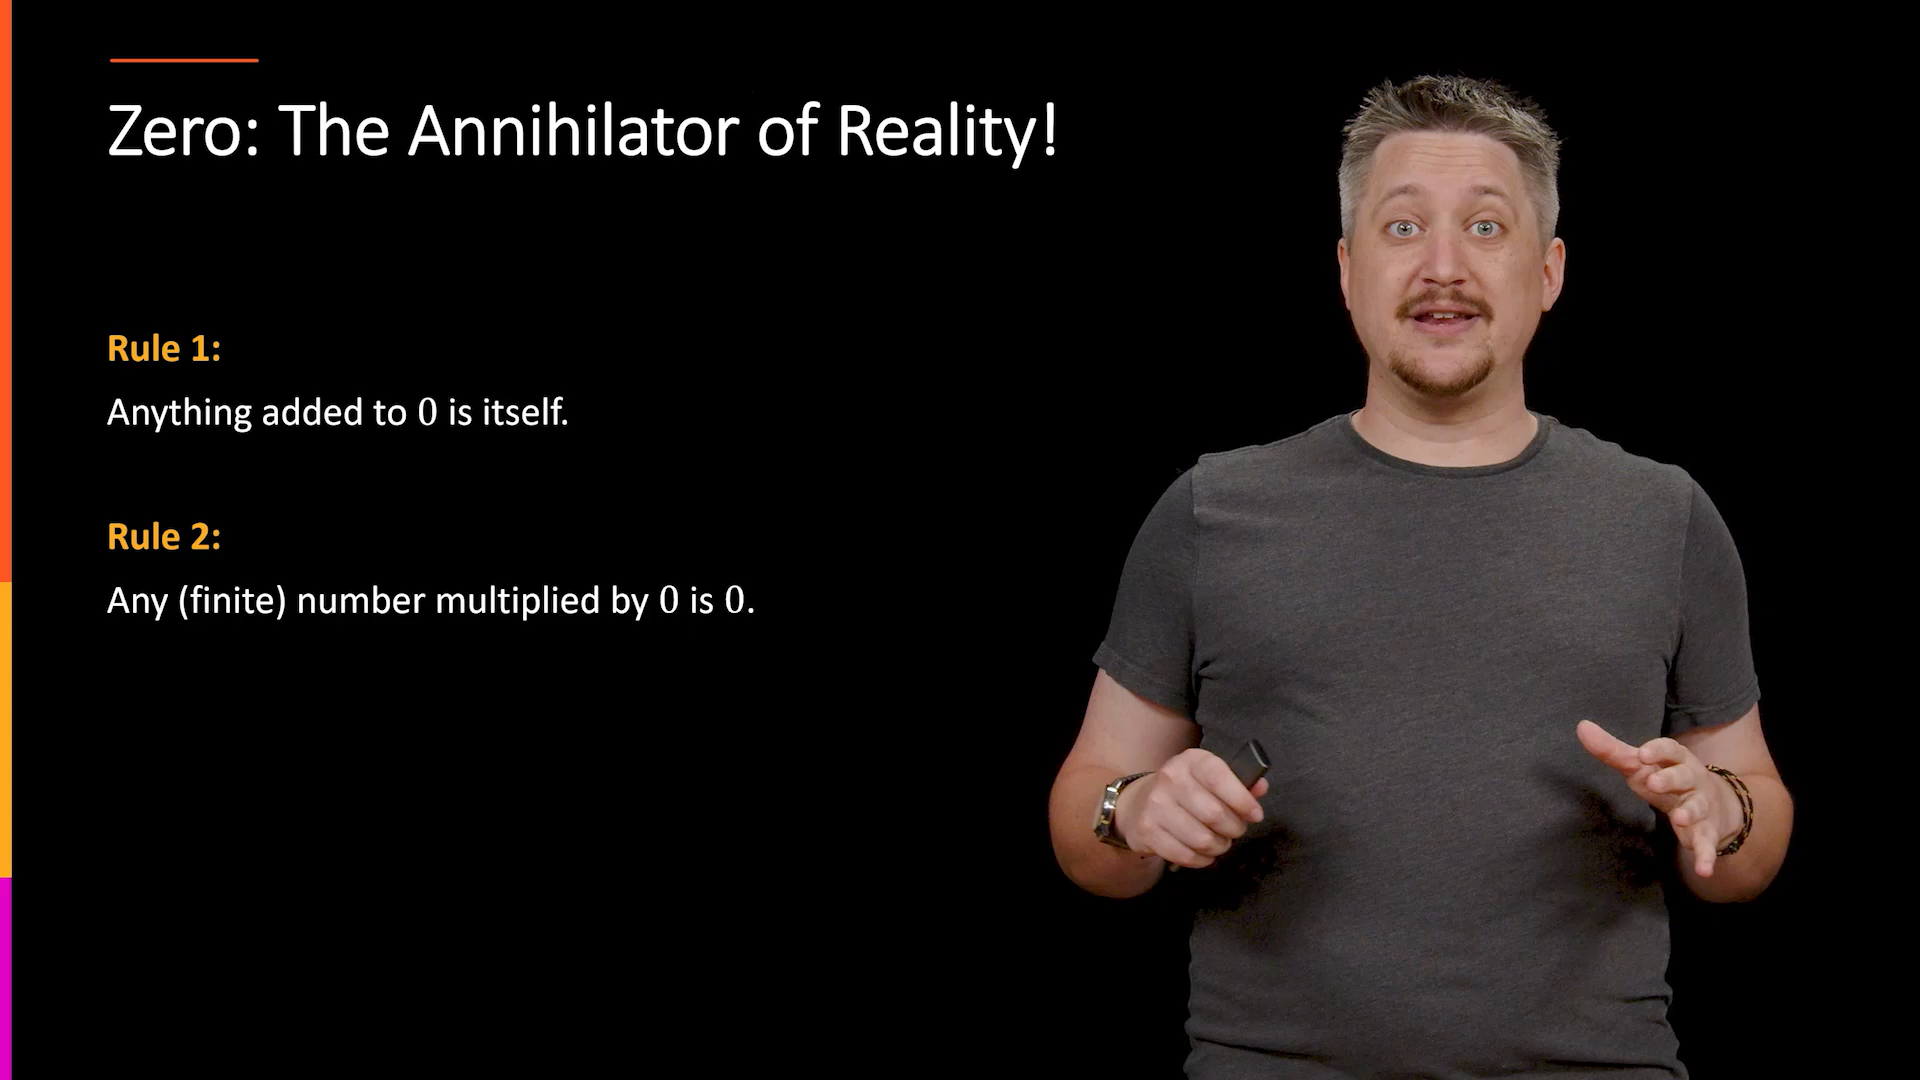 Zero: The Annihilator of Reality!
Rule 1:
Anything added to 0 is itself.
Rule 2:
Any (finite) number multiplied by 0 is 0.